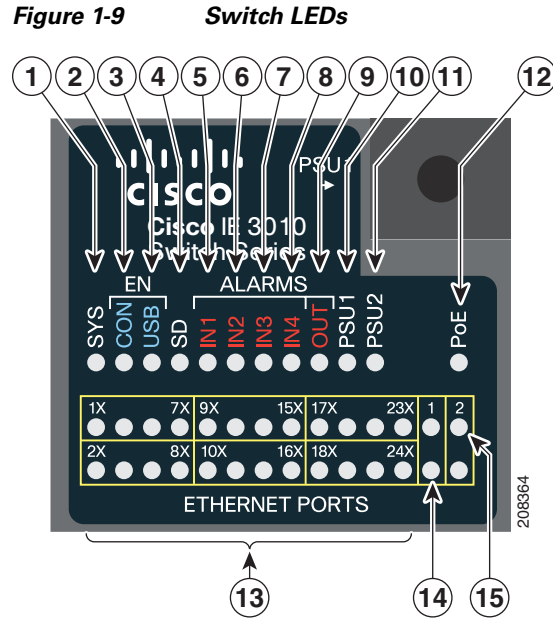 Figure 1-9 Switch LEDs
1 2 3 4 5 6 7 8 9 10 11 12
PSU1
CISCO
Cisco IE 3010
Switch Series
EN ALARMS
SYS CON USB SD IN1 IN2 IN3 IN4 OUT PSU1 PSU2 PoE
1X 7X 9X 15X 17X 23X 1 2
2X 8X 10X 16X 18X 24X
ETHERNET PORTS
208364
13 14 15